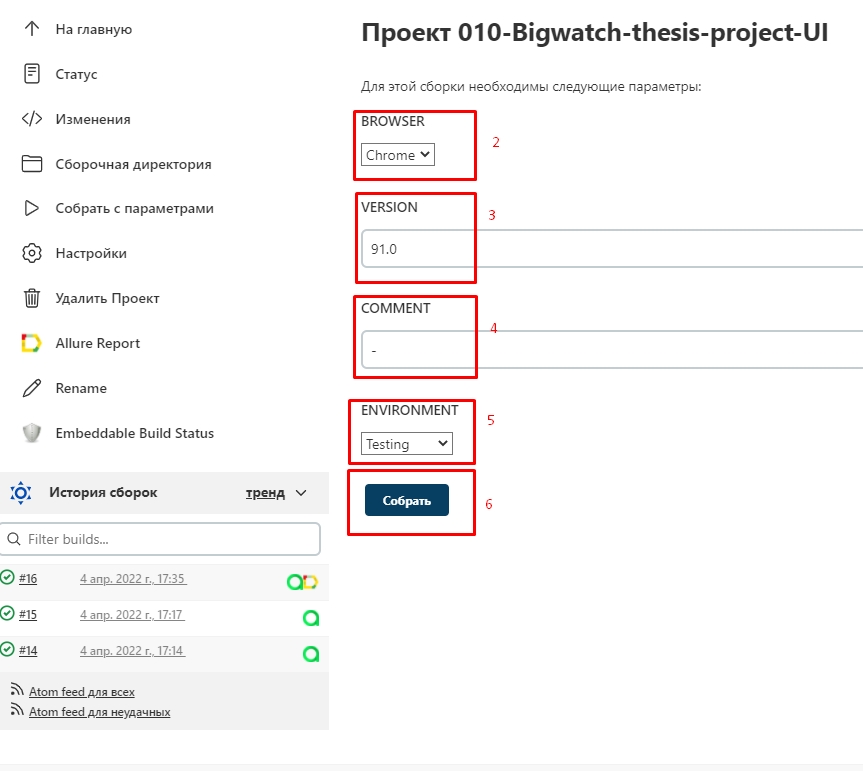 На главную
Статус
Изменения
Сборочная директория
Собрать с параметрами
Настройки
Удалить Проект
Allure Report
Rename
Embeddable Build Status
История сборок тренд
Filter builds...
#16 4 апр. 2022 г., 17:35
#15 4 апр. 2022 г., 17:17
#14 4 апр. 2022 г., 17:14
Atom feed для всех
Atom feed для неудачных
Проект 010-Bigwatch-thesis-project-UI
Для этой сборки необходимы следующие параметры:
BROWSER
Chrome
2
VERSION
3
91.0
COMMENT
4
-
ENVIRONMENT
5
Testing
Собрать
6